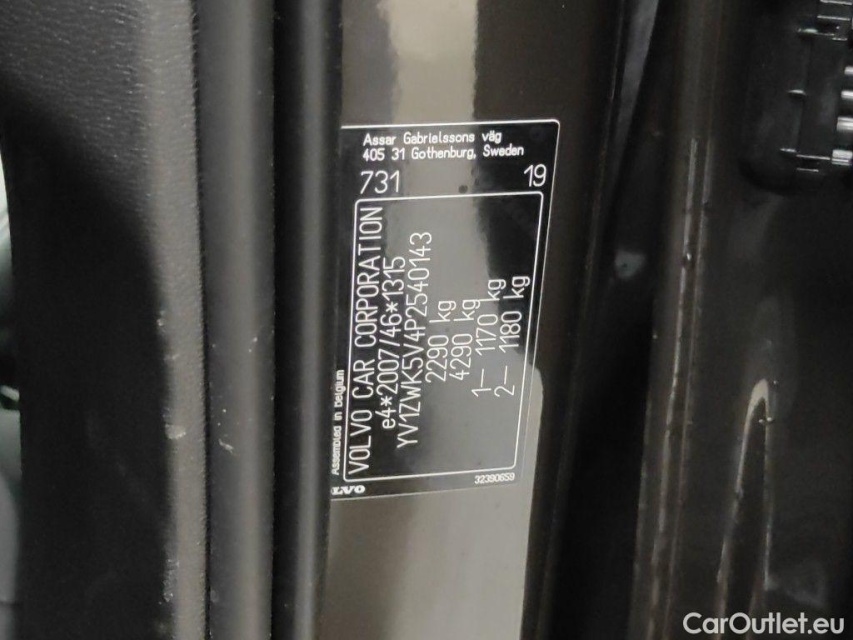 Assar Gabrielssons väg
405 31 Gothenburg, Sweden
731 19
Assembled in Belgium
VOLVO CAR CORPORATION
e4*2007/46*1315
YV1ZWK5V4P2540143
2290 kg
4290 kg
1– 1170 kg
2– 1180 kg
LVO
32390659
CarOutlet.eu